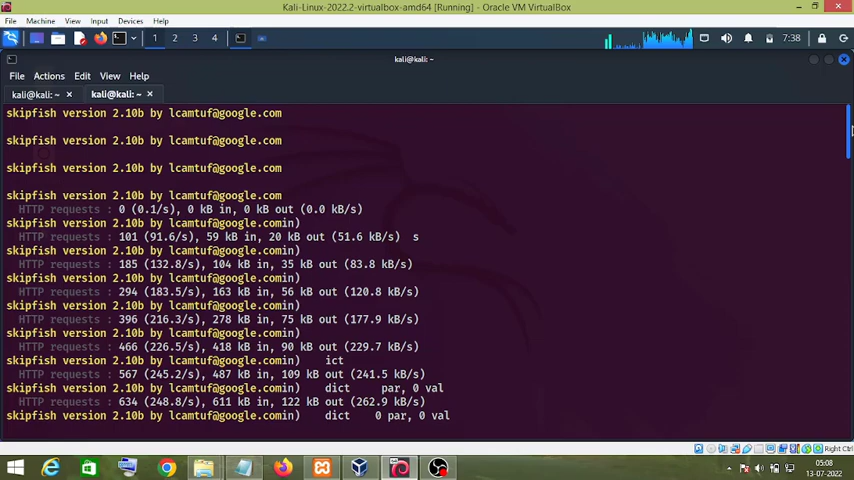 Kali-Linux-2022.2-virtualbox-amd64 [Running] - Oracle VM VirtualBox
File Machine View Input Devices Help
1 2 3 4 7:38
kali@kali: ~
File Actions Edit View Help
kali@kali: ~ × kali@kali: ~ ×
skipfish version 2.10b by lcamtuf@google.com
skipfish version 2.10b by lcamtuf@google.com
skipfish version 2.10b by lcamtuf@google.com
skipfish version 2.10b by lcamtuf@google.com
HTTP requests : 0 (0.1/s), 0 kB in, 0 kB out (0.0 kB/s)
skipfish version 2.10b by lcamtuf@google.comin)
HTTP requests : 101 (91.6/s), 59 kB in, 20 kB out (51.6 kB/s) s
skipfish version 2.10b by lcamtuf@google.comin)
HTTP requests : 185 (132.8/s), 104 kB in, 35 kB out (83.8 kB/s)
skipfish version 2.10b by lcamtuf@google.comin)
HTTP requests : 294 (183.5/s), 163 kB in, 56 kB out (120.8 kB/s)
skipfish version 2.10b by lcamtuf@google.comin)
HTTP requests : 396 (216.3/s), 278 kB in, 75 kB out (177.9 kB/s)
skipfish version 2.10b by lcamtuf@google.comin)
HTTP requests : 466 (226.5/s), 418 kB in, 90 kB out (229.7 kB/s)
skipfish version 2.10b by lcamtuf@google.comin) ict
HTTP requests : 567 (245.2/s), 487 kB in, 109 kB out (241.5 kB/s)
skipfish version 2.10b by lcamtuf@google.comin) dict par, 0 val
HTTP requests : 634 (248.8/s), 611 kB in, 122 kB out (262.9 kB/s)
skipfish version 2.10b by lcamtuf@google.comin) dict 0 par, 0 val
Right Ctrl
05:08
13-07-2022